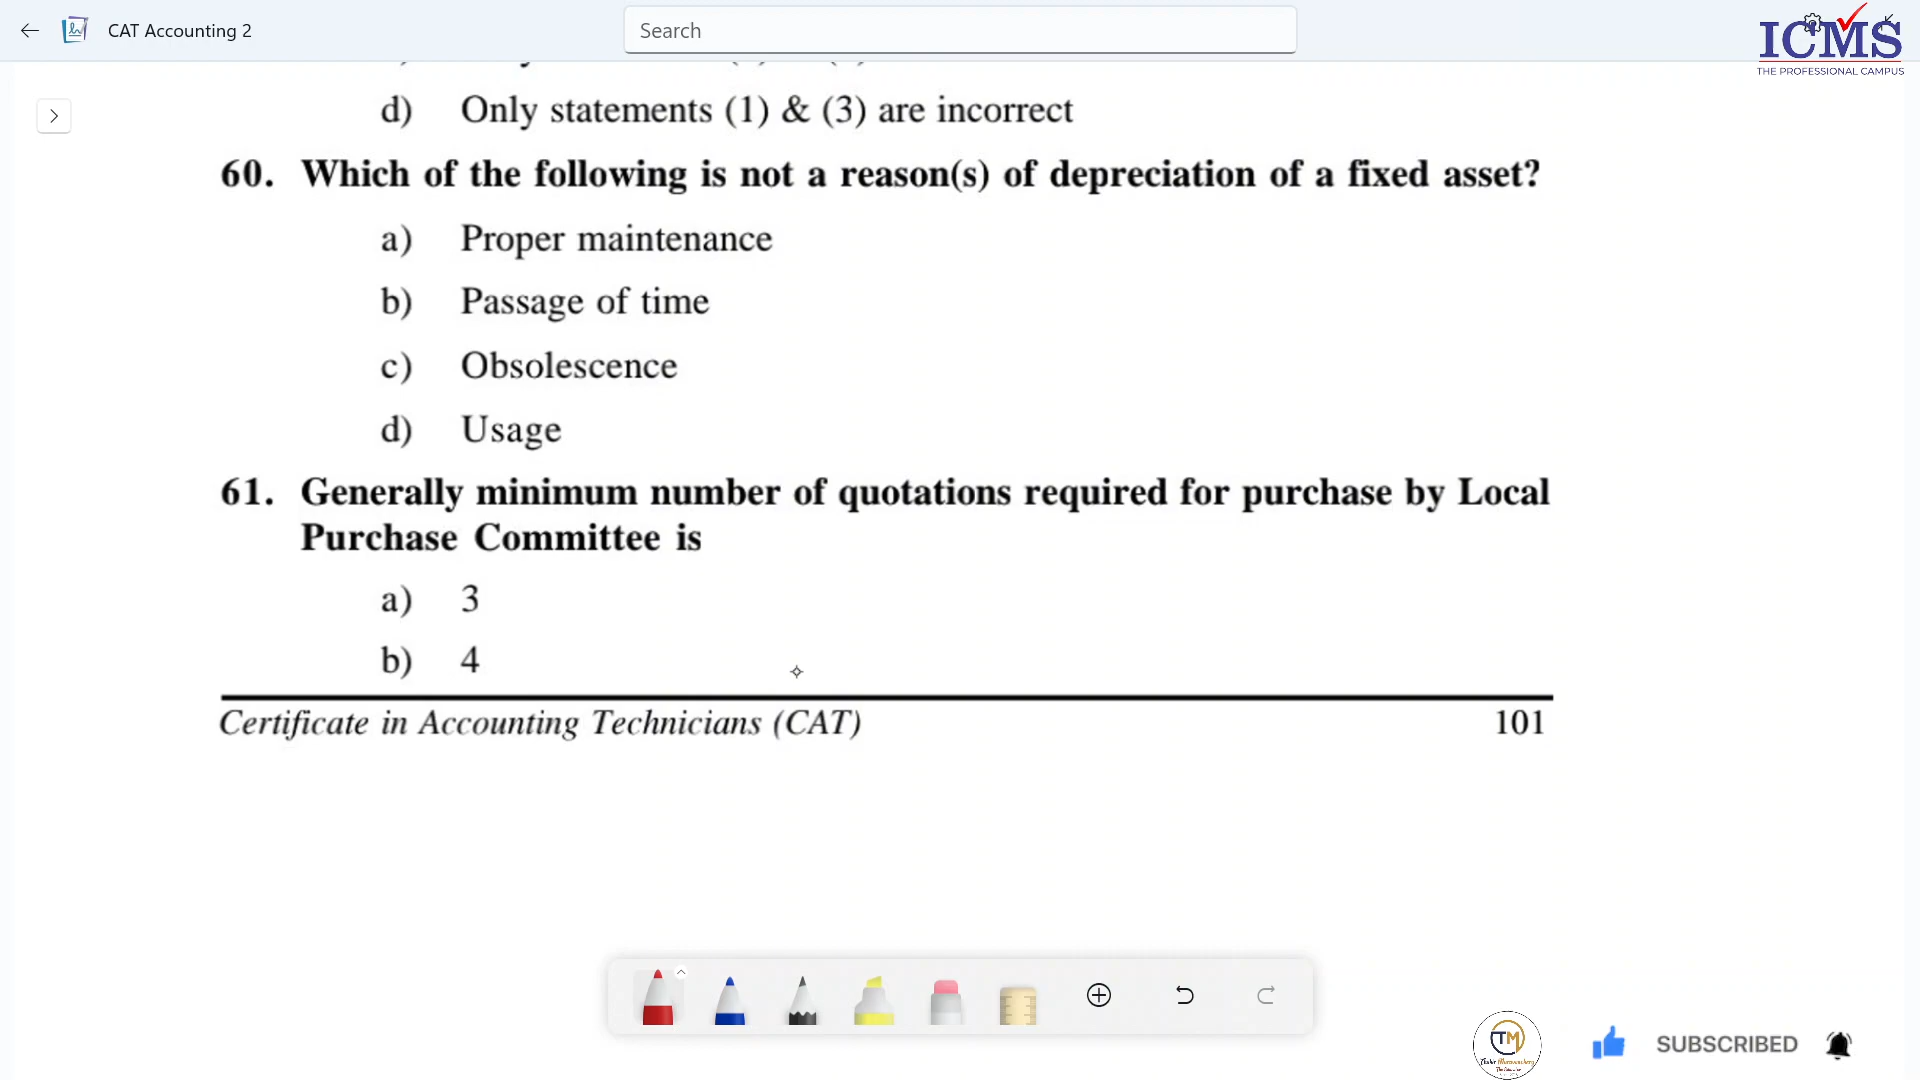 CAT Accounting 2
Search
ICMS
THE PROFESSIONAL CAMPUS
d) Only statements (1) & (3) are incorrect
60. Which of the following is not a reason(s) of depreciation of a fixed asset?
a) Proper maintenance
b) Passage of time
c) Obsolescence
d) Usage
61. Generally minimum number of quotations required for purchase by Local
Purchase Committee is
a) 3
b) 4
Certificate in Accounting Technicians (CAT) 101
TM
SUBSCRIBED